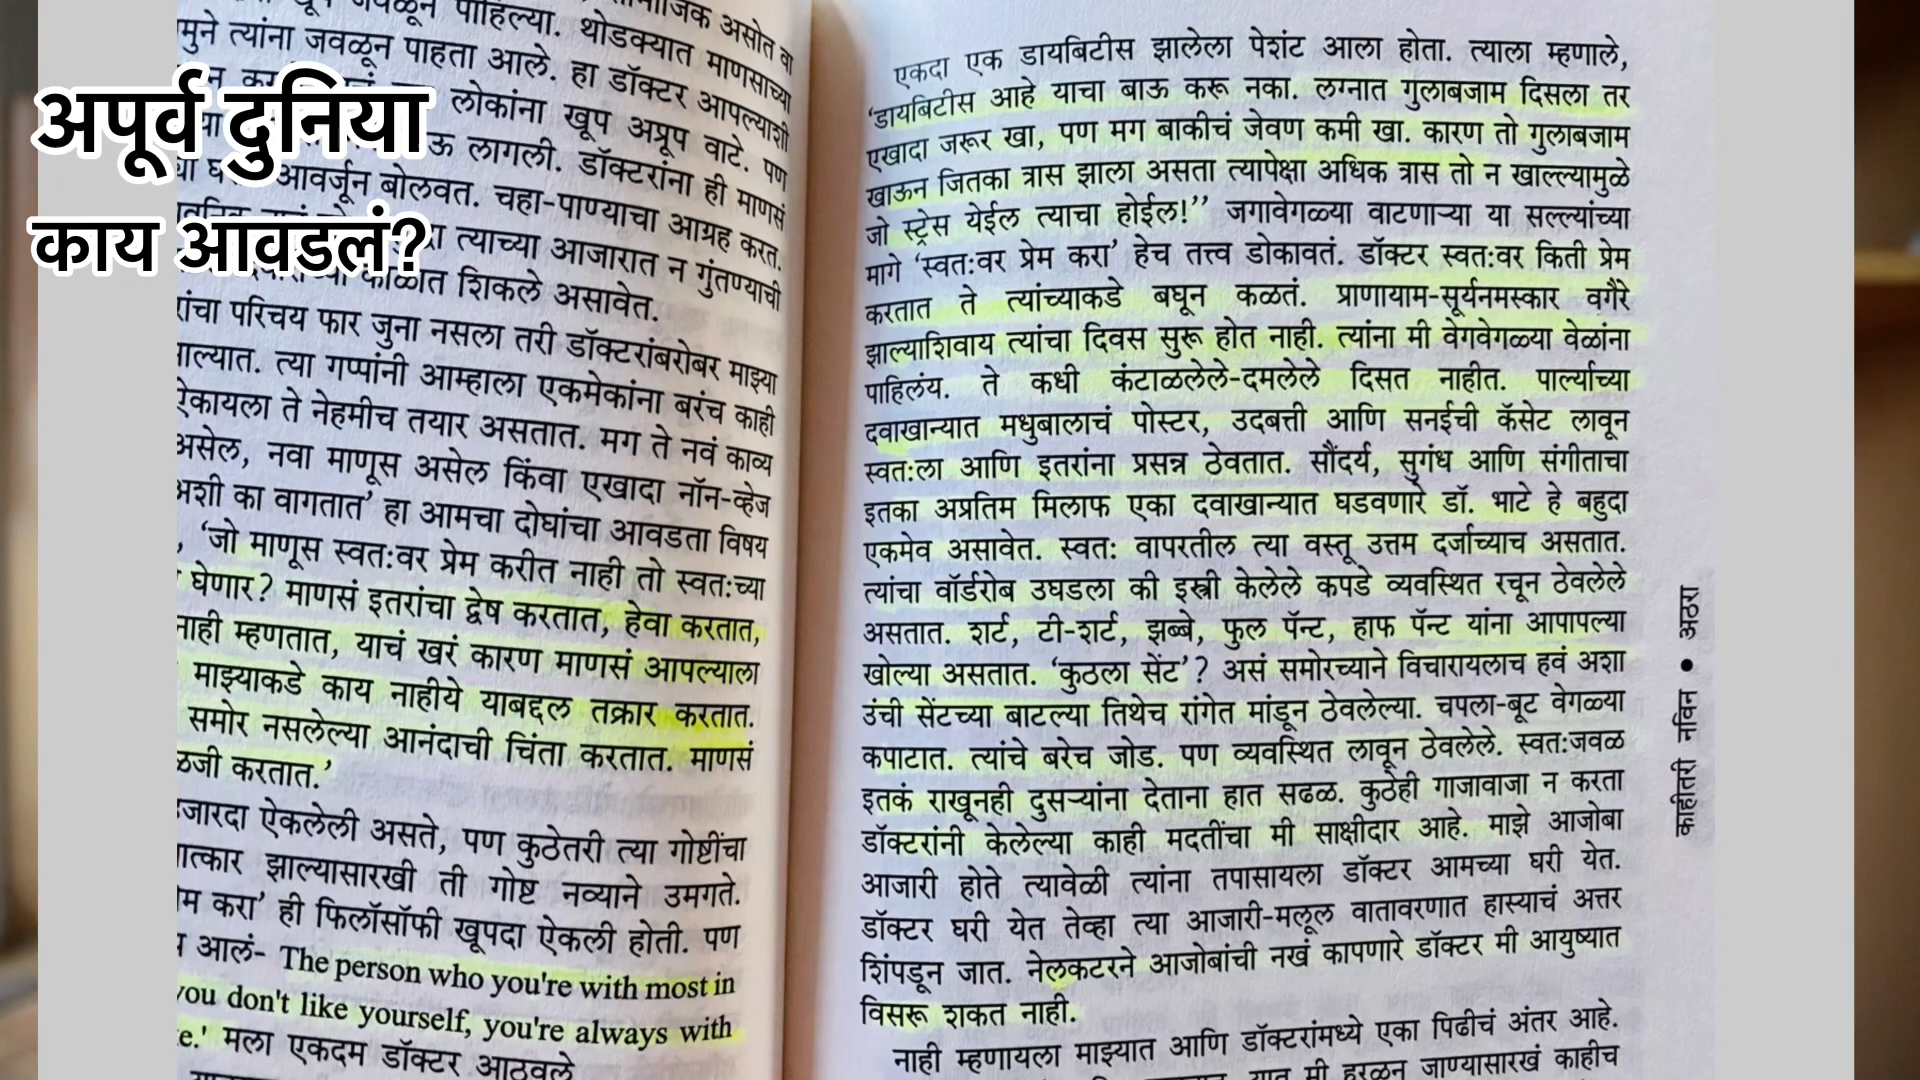 अपूर्व दुनिया
काय आवडलं?
जवळून पाहिल्या. थोडक्यात माणसाच्या
मुने त्यांना जवळून पाहता आले. हा डॉक्टर आपल्याशी
लोकांना खूप अप्रूप वाटे. पण
ऊ लागली. डॉक्टरांना ही माणसं
आवर्जून बोलवत. चहा-पाण्याचा आग्रह करत.
त्याच्या आजारात न गुंतण्याची
काळात शिकले असावेत.
रांचा परिचय फार जुना नसला तरी डॉक्टरांबरोबर माझ्या
ाल्यात. त्या गप्पांनी आम्हाला एकमेकांना बरंच काही
ऐकायला ते नेहमीच तयार असतात. मग ते नवं काव्य
असेल, नवा माणूस असेल किंवा एखादा नॉन-व्हेज
अशी का वागतात’ हा आमचा दोघांचा आवडता विषय
, ‘जो माणूस स्वत:वर प्रेम करीत नाही तो स्वत:च्या
घेणार? माणसं इतरांचा द्वेष करतात, हेवा करतात,
नाही म्हणतात, याचं खरं कारण माणसं आपल्याला
माझ्याकडे काय नाहीये याबद्दल तक्रार करतात.
समोर नसलेल्या आनंदाची चिंता करतात. माणसं
ळजी करतात.’
जारदा ऐकलेली असते, पण कुठेतरी त्या गोष्टींचा
ात्कार झाल्यासारखी ती गोष्ट नव्याने उमगते.
म करा’ ही फिलॉसॉफी खूपदा ऐकली होती. पण
आलं- The person who you're with most in
you don't like yourself, you're always with
e.' मला एकदम डॉक्टर आठवले
एकदा एक डायबिटीस झालेला पेशंट आला होता. त्याला म्हणाले,
‘डायबिटीस आहे याचा बाऊ करू नका. लग्नात गुलाबजाम दिसला तर
एखादा जरूर खा, पण मग बाकीचं जेवण कमी खा. कारण तो गुलाबजाम
खाऊन जितका त्रास झाला असता त्यापेक्षा अधिक त्रास तो न खाल्ल्यामुळे
जो स्ट्रेस येईल त्याचा होईल!’’ जगावेगळ्या वाटणाऱ्या या सल्ल्यांच्या
मागे ‘स्वत:वर प्रेम करा’ हेच तत्त्व डोकावतं. डॉक्टर स्वत:वर किती प्रेम
करतात ते त्यांच्याकडे बघून कळतं. प्राणायाम-सूर्यनमस्कार वगैरे
झाल्याशिवाय त्यांचा दिवस सुरू होत नाही. त्यांना मी वेगवेगळ्या वेळांना
पाहिलंय. ते कधी कंटाळलेले-दमलेले दिसत नाहीत. पार्ल्याच्या
दवाखान्यात मधुबालाचं पोस्टर, उदबत्ती आणि सनईची कॅसेट लावून
स्वत:ला आणि इतरांना प्रसन्न ठेवतात. सौंदर्य, सुगंध आणि संगीताचा
इतका अप्रतिम मिलाफ एका दवाखान्यात घडवणारे डॉ. भाटे हे बहुदा
एकमेव असावेत. स्वत: वापरतील त्या वस्तू उत्तम दर्जाच्याच असतात.
त्यांचा वॉर्डरोब उघडला की इस्त्री केलेले कपडे व्यवस्थित रचून ठेवलेले
असतात. शर्ट, टी-शर्ट, झब्बे, फुल पॅन्ट, हाफ पॅन्ट यांना आपापल्या
खोल्या असतात. ‘कुठला सेंट’? असं समोरच्याने विचारायलाच हवं अशा
उंची सेंटच्या बाटल्या तिथेच रांगेत मांडून ठेवलेल्या. चपला-बूट वेगळ्या
कपाटात. त्यांचे बरेच जोड. पण व्यवस्थित लावून ठेवलेले. स्वत:जवळ
इतकं राखूनही दुसऱ्यांना देताना हात सढळ. कुठेही गाजावाजा न करता
डॉक्टरांनी केलेल्या काही मदतींचा मी साक्षीदार आहे. माझे आजोबा
आजारी होते त्यावेळी त्यांना तपासायला डॉक्टर आमच्या घरी येत.
डॉक्टर घरी येत तेव्हा त्या आजारी-मलूल वातावरणात हास्याचं अत्तर
शिंपडून जात. नेलकटरने आजोबांची नखं कापणारे डॉक्टर मी आयुष्यात
विसरू शकत नाही.
नाही म्हणायला माझ्यात आणि डॉक्टरांमध्ये एका पिढीचं अंतर आहे.
यात मी हरळून जाण्यासारखं काहीच
काहीतरी नविन • अठरा